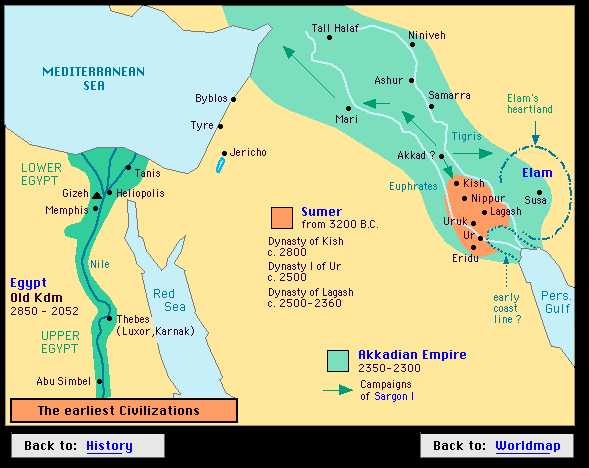 Tall Halaf
Niniveh
MEDITERRANEAN
SEA
Ashur
Samarra
Byblos
Mari
Elam's
heartland
Tyre
Tigris
Jericho
Akkad ?
LOWER
EGYPT
Tanis
Elam
Euphrates
Kish
Gizeh
Heliopolis
Nippur
Susa
Memphis
Sumer
from 3200 B.C.
Lagash
Uruk
Dynasty of Kish
c. 2800
Ur
Eridu
Nile
Dynasty I of Ur
c. 2500
Egypt
Old Kdm
2850 - 2052
Red
Sea
Dynasty of Lagash
c. 2500-2360
early
coast
line ?
Pers.
Gulf
Thebes
(Luxor,Karnak)
UPPER
EGYPT
Akkadian Empire
2350-2300
Abu Simbel
Campaigns
of Sargon I
The earliest Civilizations
Back to: History
Back to: Worldmap